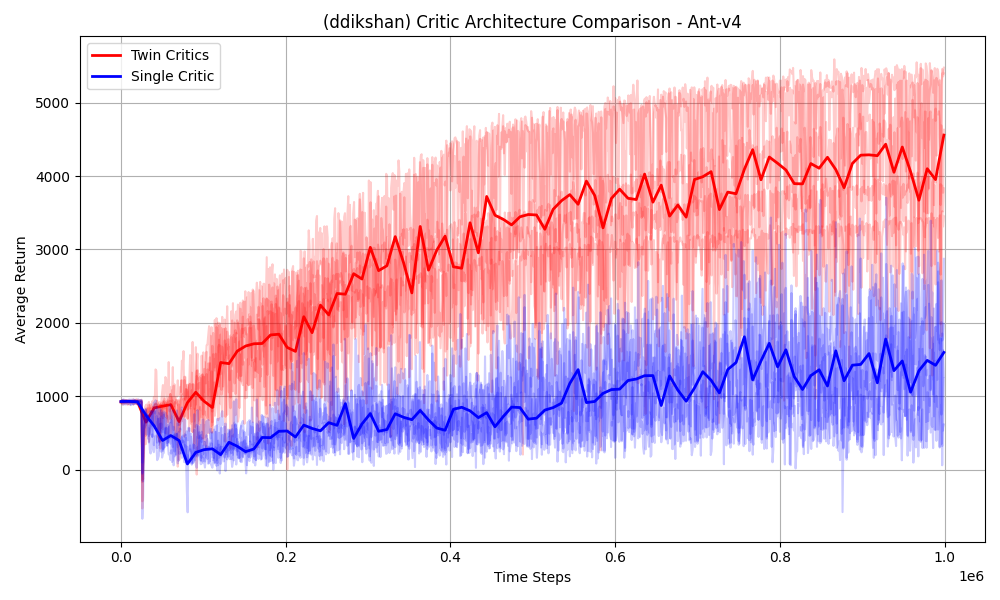 (ddikshan) Critic Architecture Comparison - Ant-v4
Twin Critics
Single Critic
Average Return
5000
4000
3000
2000
1000
0
0.0
0.2
0.4
0.6
0.8
1.0
1e6
Time Steps